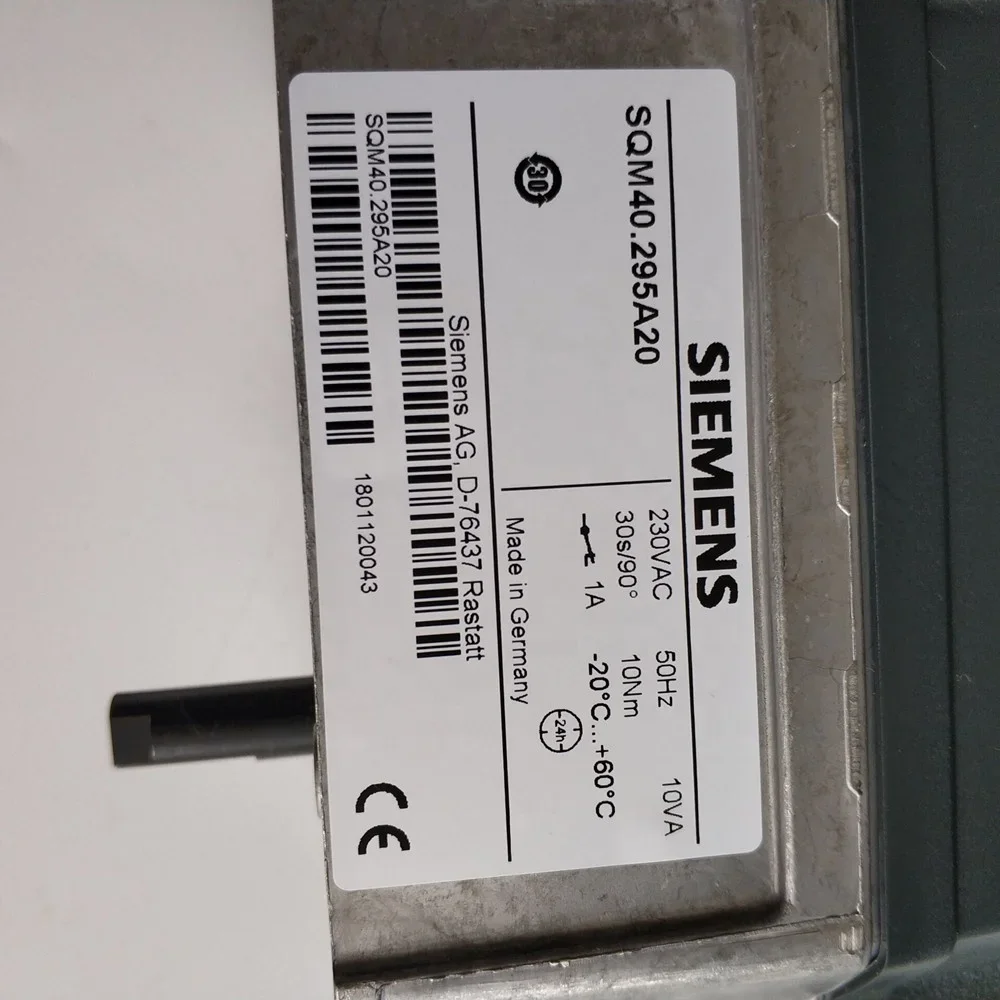 SIEMENS
SQM40.295A20
230VAC 50Hz 10VA
30s/90° 10Nm
1A -20°C...+60°C
30
24h
Made in Germany
Siemens AG, D-76437 Rastatt
SQM40.295A20
1801120043
CE